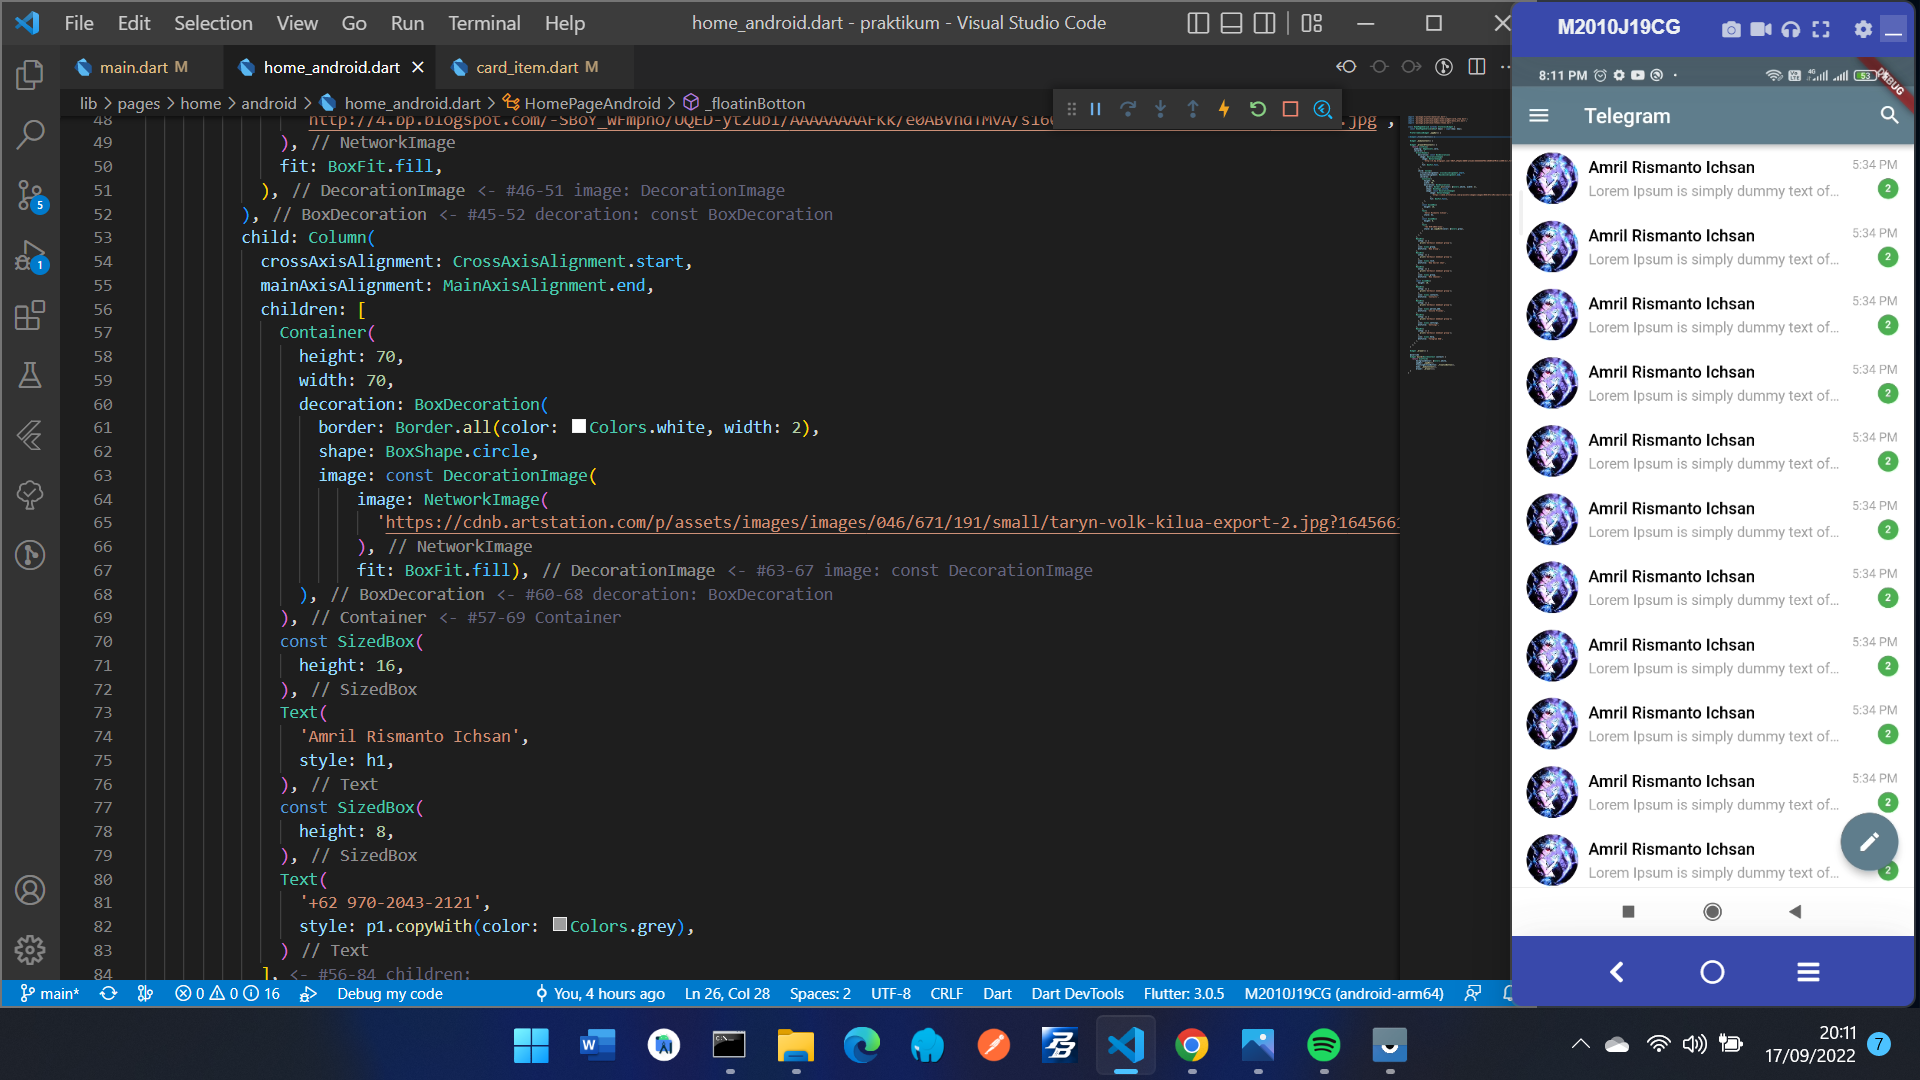 File Edit Selection View Go Run Terminal Help
home_android.dart - praktikum - Visual Studio Code
main.dart M
home_android.dart
card_item.dart M
lib > pages > home > android > home_android.dart > HomePageAndroid > _floatinBotton
48
49 ), // NetworkImage
50 fit: BoxFit.fill,
51 ), // DecorationImage <- #46-51 image: DecorationImage
52 ), // BoxDecoration <- #45-52 decoration: const BoxDecoration
53 child: Column(
54 crossAxisAlignment: CrossAxisAlignment.start,
55 mainAxisAlignment: MainAxisAlignment.end,
56 children: [
57 Container(
58 height: 70,
59 width: 70,
60 decoration: BoxDecoration(
61 border: Border.all(color: Colors.white, width: 2),
62 shape: BoxShape.circle,
63 image: const DecorationImage(
64 image: NetworkImage(
65 'https://cdnb.artstation.com/p/assets/images/images/046/671/191/small/taryn-volk-kilua-export-2.jpg?164566
66 ), // NetworkImage
67 fit: BoxFit.fill), // DecorationImage <- #63-67 image: const DecorationImage
68 ), // BoxDecoration <- #60-68 decoration: BoxDecoration
69 ), // Container <- #57-69 Container
70 const SizedBox(
71 height: 16,
72 ), // SizedBox
73 Text(
74 'Amril Rismanto Ichsan',
75 style: h1,
76 ), // Text
77 const SizedBox(
78 height: 8,
79 ), // SizedBox
80 Text(
81 '+62 970-2043-2121',
82 style: p1.copyWith(color: Colors.grey),
83 ) // Text
84 ], <- #56-84 children:
5
1
main* 0 0 16 Debug my code You, 4 hours ago Ln 26, Col 28 Spaces: 2 UTF-8 CRLF Dart Dart DevTools Flutter: 3.0.5 M2010J19CG (android-arm64)
M2010J19CG
8:11 PM 53
DEBUG
Telegram
Amril Rismanto Ichsan 5:34 PM
Lorem Ipsum is simply dummy text of... 2
Amril Rismanto Ichsan 5:34 PM
Lorem Ipsum is simply dummy text of... 2
Amril Rismanto Ichsan 5:34 PM
Lorem Ipsum is simply dummy text of... 2
Amril Rismanto Ichsan 5:34 PM
Lorem Ipsum is simply dummy text of... 2
Amril Rismanto Ichsan 5:34 PM
Lorem Ipsum is simply dummy text of... 2
Amril Rismanto Ichsan 5:34 PM
Lorem Ipsum is simply dummy text of... 2
Amril Rismanto Ichsan 5:34 PM
Lorem Ipsum is simply dummy text of... 2
Amril Rismanto Ichsan 5:34 PM
Lorem Ipsum is simply dummy text of... 2
Amril Rismanto Ichsan 5:34 PM
Lorem Ipsum is simply dummy text of... 2
Amril Rismanto Ichsan 5:34 PM
Lorem Ipsum is simply dummy text of... 2
Amril Rismanto Ichsan
Lorem Ipsum is simply dummy text of... 2
20:11
17/09/2022 7